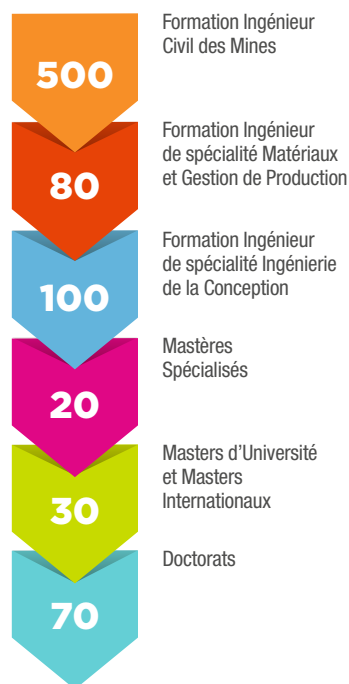 500
Formation Ingénieur
Civil des Mines
80
Formation Ingénieur
de spécialité Matériaux
et Gestion de Production
100
Formation Ingénieur
de spécialité Ingénierie
de la Conception
20
Mastères
Spécialisés
30
Masters d’Université
et Masters
Internationaux
70
Doctorats